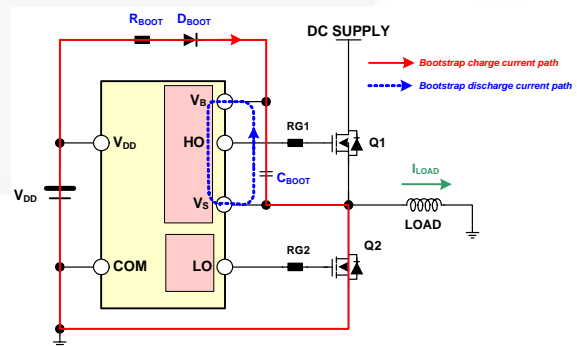 RBOOT DBOOT
DC SUPPLY
Bootstrap charge current path
Bootstrap discharge current path
VB
RG1
VDD
HO
Q1
VDD
CBOOT
ILOAD
VS
LOAD
Q2
COM
LO
RG2